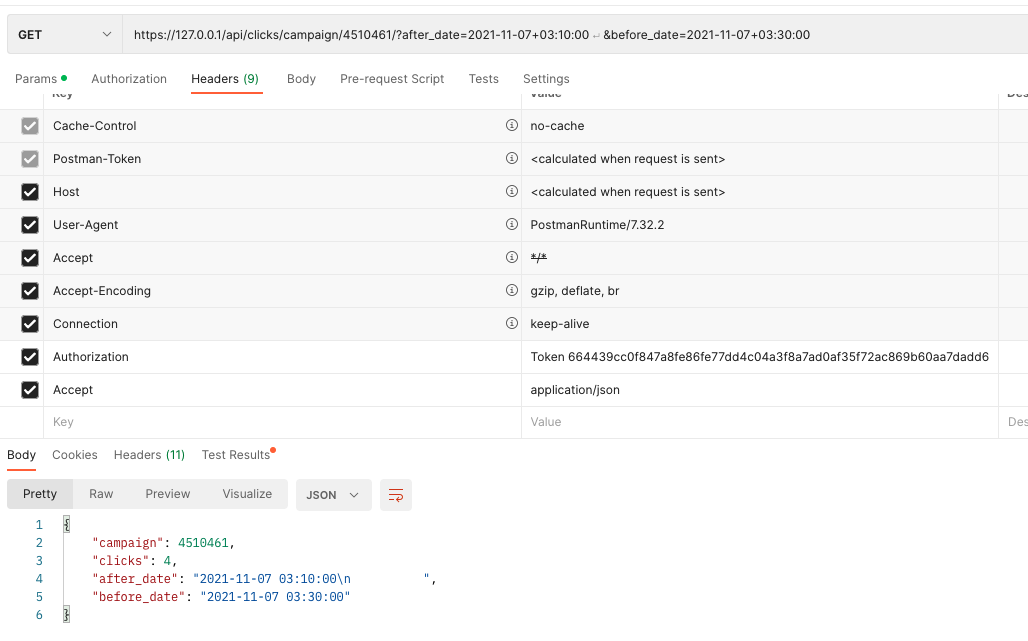 GET https://127.0.0.1/api/clicks/campaign/4510461/?after_date=2021-11-07+03:10:00 ↵ &before_date=2021-11-07+03:30:00
Params Authorization Headers (9) Body Pre-request Script Tests Settings
Key Value Des
Cache-Control no-cache
Postman-Token <calculated when request is sent>
Host <calculated when request is sent>
User-Agent PostmanRuntime/7.32.2
Accept */*
Accept-Encoding gzip, deflate, br
Connection keep-alive
Authorization Token 664439cc0f847a8fe86fe77dd4c04a3f8a7ad0af35f72ac869b60aa7dadd6
Accept application/json
Key Value Des
Body Cookies Headers (11) Test Results
Pretty Raw Preview Visualize JSON
1 {
2 "campaign": 4510461,
3 "clicks": 4,
4 "after_date": "2021-11-07 03:10:00\n          ",
5 "before_date": "2021-11-07 03:30:00"
6 }